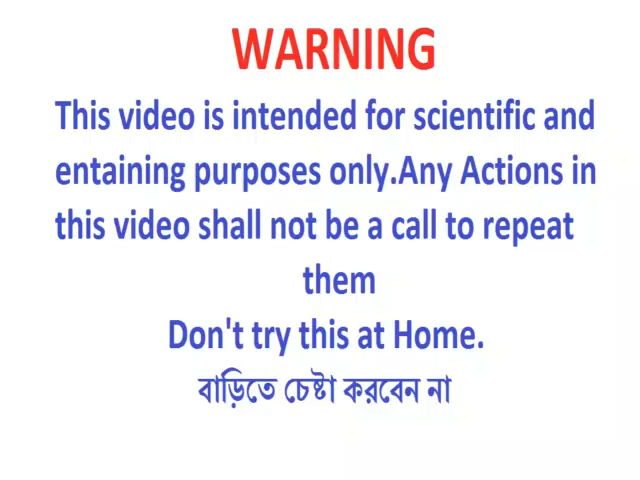 WARNING
This video is intended for scientific and
entaining purposes only.Any Actions in
this video shall not be a call to repeat
them
Don't try this at Home.
বাড়িতে চেষ্টা করবেন না